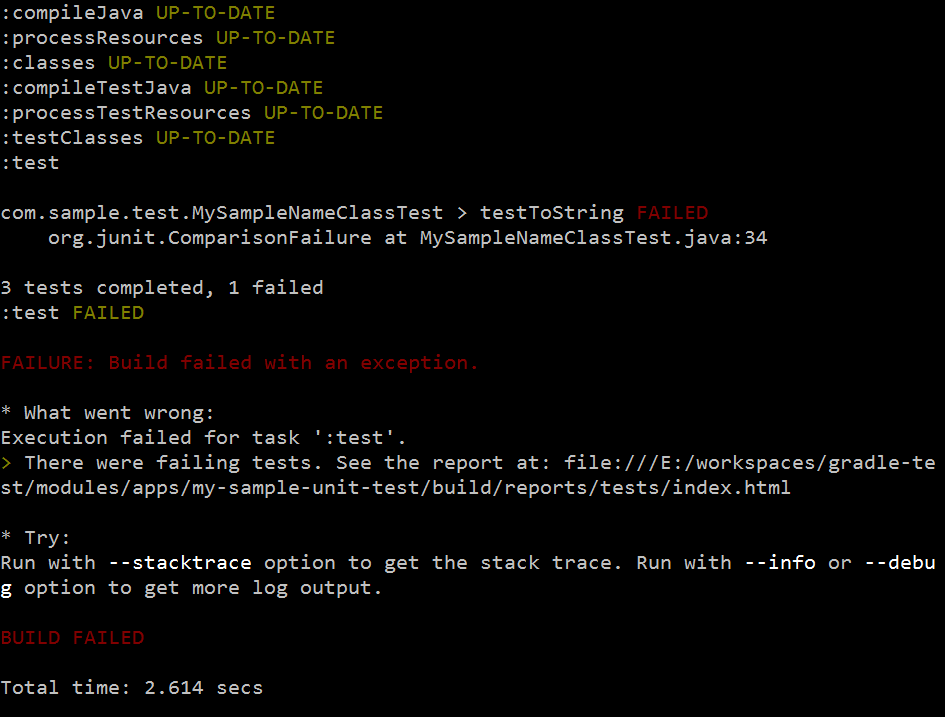 :compileJava UP-TO-DATE
:processResources UP-TO-DATE
:classes UP-TO-DATE
:compileTestJava UP-TO-DATE
:processTestResources UP-TO-DATE
:testClasses UP-TO-DATE
:test
com.sample.test.MySampleNameClassTest > testToString FAILED
org.junit.ComparisonFailure at MySampleNameClassTest.java:34
3 tests completed, 1 failed
:test FAILED
FAILURE: Build failed with an exception.
* What went wrong:
Execution failed for task ':test'.
> There were failing tests. See the report at: file:///E:/workspaces/gradle-te
st/modules/apps/my-sample-unit-test/build/reports/tests/index.html
* Try:
Run with --stacktrace option to get the stack trace. Run with --info or --debu
g option to get more log output.
BUILD FAILED
Total time: 2.614 secs